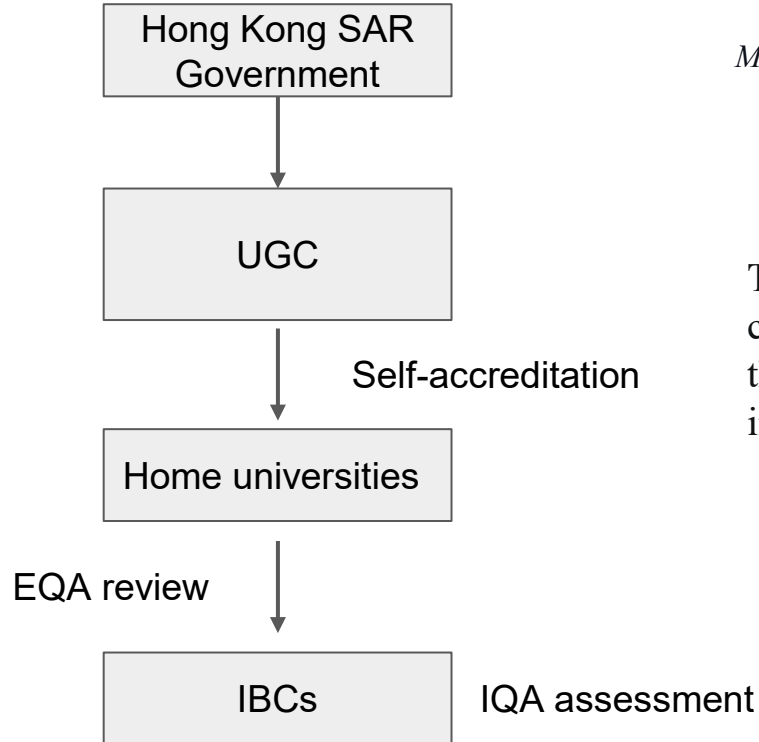 Hong Kong SAR
Government
UGC
Self-accreditation
Home universities
EQA review
IBCs
IQA assessment